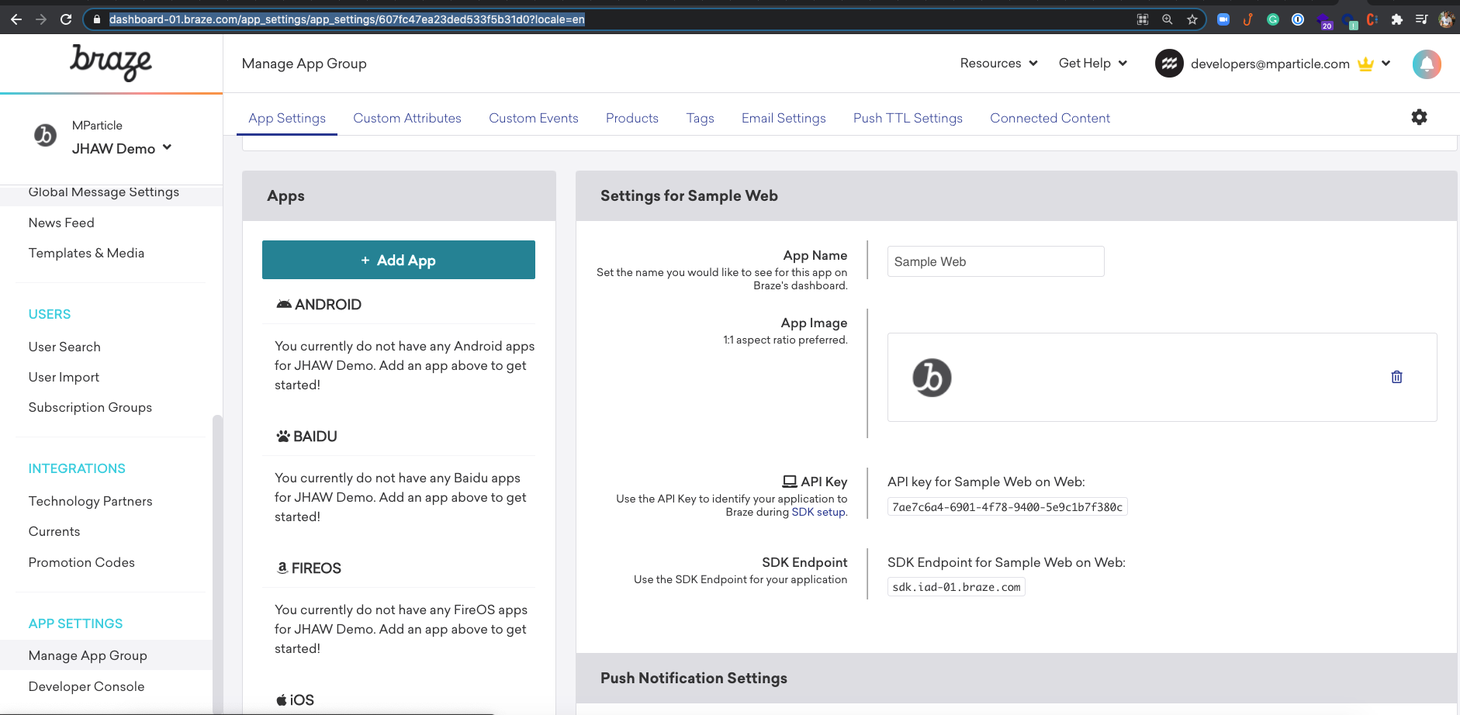 dashboard-01.braze.com/app_settings/app_settings/607fc47ea23ded533f5b31d0?locale=en
20
1
braze
Manage App Group
Resources
Get Help
developers@mparticle.com
MParticle
JHAW Demo
App Settings
Custom Attributes
Custom Events
Products
Tags
Email Settings
Push TTL Settings
Connected Content
Global Message Settings
News Feed
Templates & Media
USERS
User Search
User Import
Subscription Groups
INTEGRATIONS
Technology Partners
Currents
Promotion Codes
APP SETTINGS
Manage App Group
Developer Console
Apps
+ Add App
ANDROID
You currently do not have any Android apps
for JHAW Demo. Add an app above to get
started!
BAIDU
You currently do not have any Baidu apps
for JHAW Demo. Add an app above to get
started!
FIREOS
You currently do not have any FireOS apps
for JHAW Demo. Add an app above to get
started!
iOS
Settings for Sample Web
App Name
Set the name you would like to see for this app on
Braze's dashboard.
Sample Web
App Image
1:1 aspect ratio preferred.
API Key
Use the API Key to identify your application to
Braze during SDK setup.
API key for Sample Web on Web:
7ae7c6a4-6901-4f78-9400-5e9c1b7f380c
SDK Endpoint
Use the SDK Endpoint for your application
SDK Endpoint for Sample Web on Web:
sdk.iad-01.braze.com
Push Notification Settings